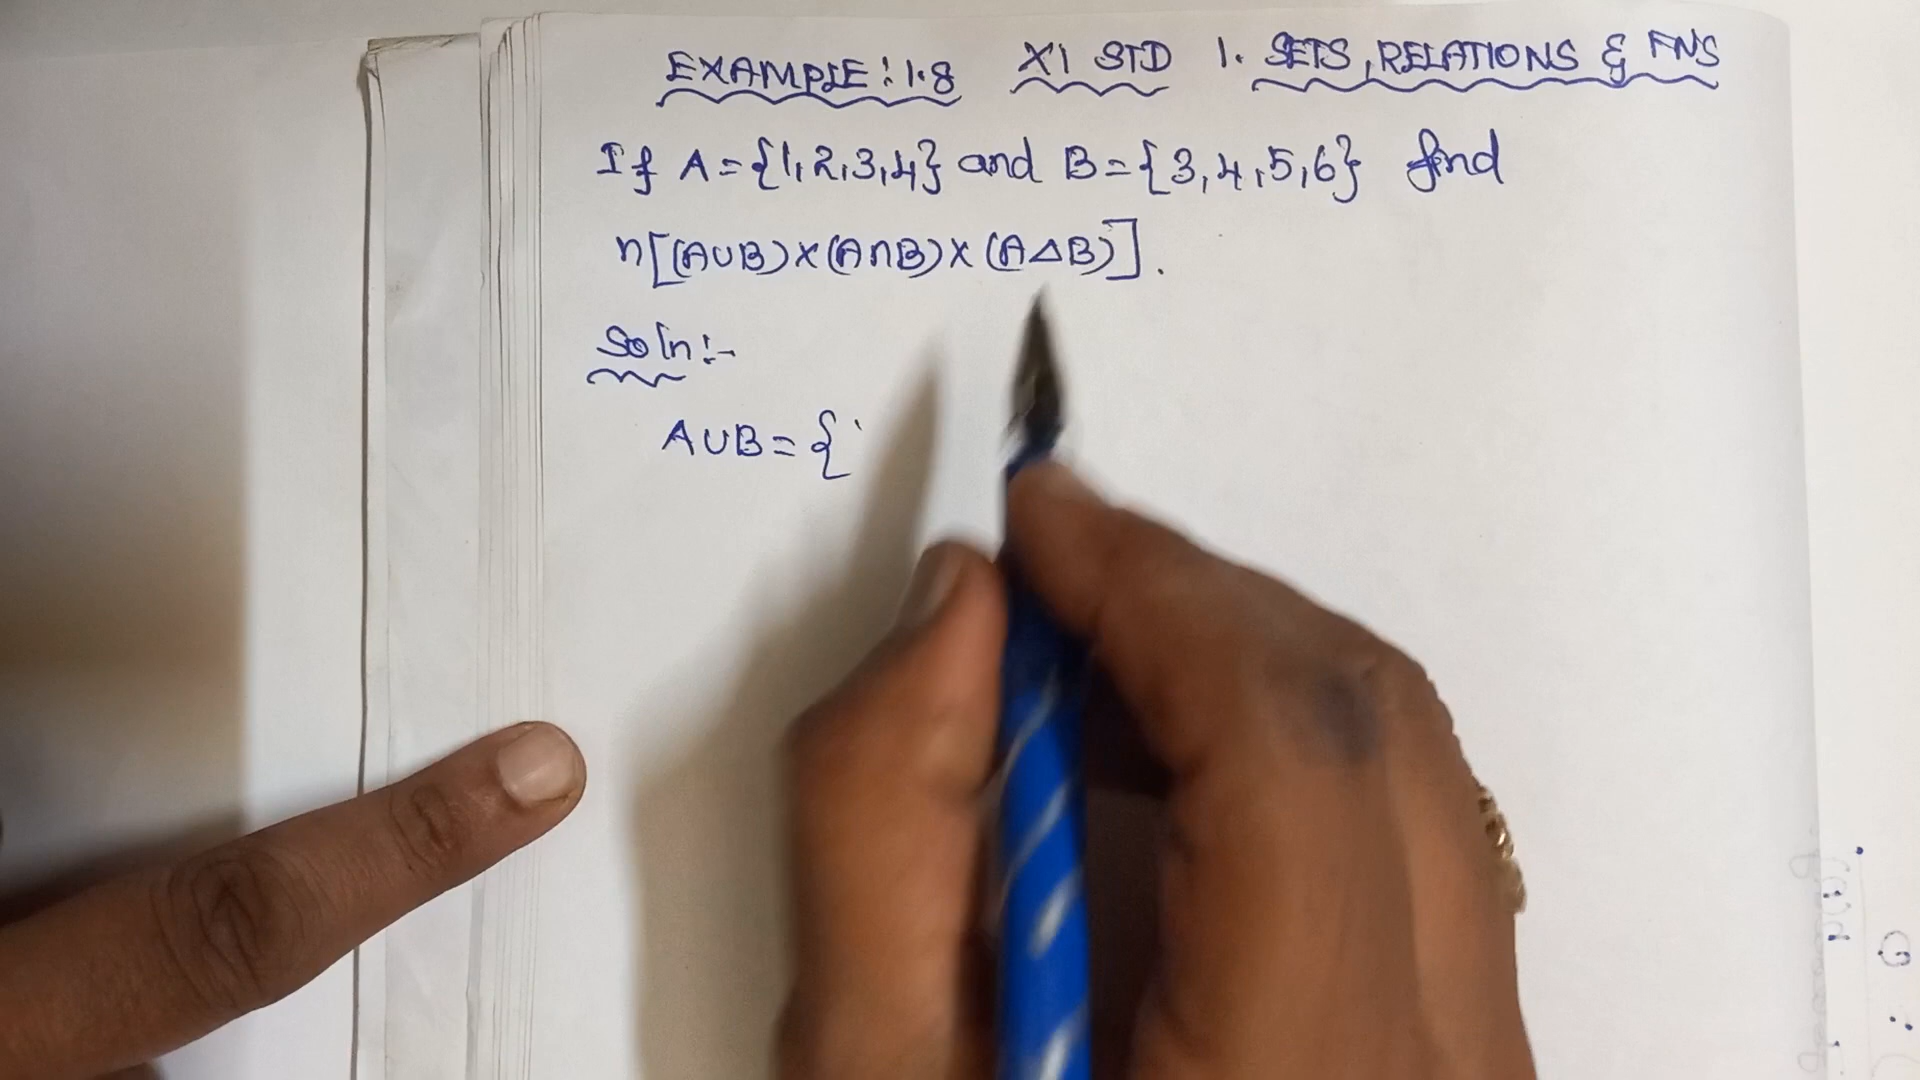 EXAMPLE:1.8 XI STD 1. SETS, RELATIONS & FNS
If A={1,2,3,4} and B={3,4,5,6} find
n[(A∪B)×(A∩B)×(A△B)].
Soln:-
A∪B={